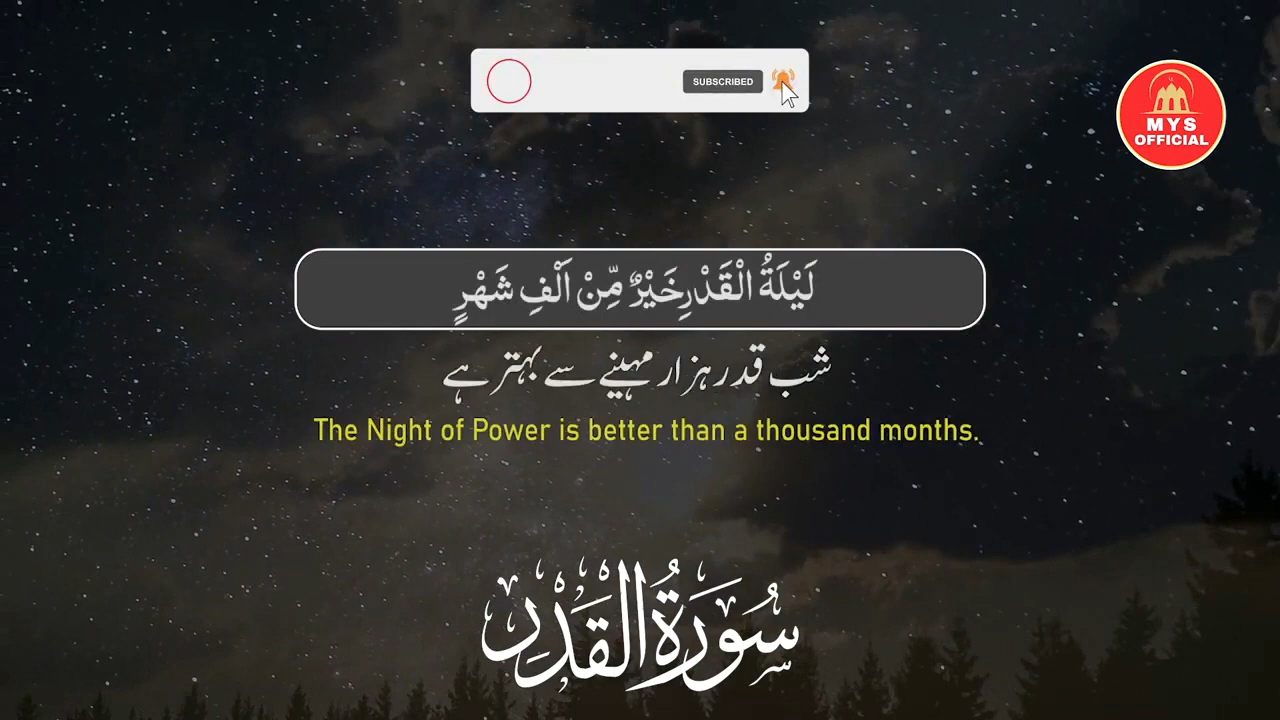 SUBSCRIBED
MYS
OFFICIAL
لَيْلَةُ الْقَدْرِ خَيْرٌ مِّنْ اَلْفِ شَهْرٍ
شب قدر ہزار مہینے سے بہتر ہے
The Night of Power is better than a thousand months.
سُورَةُ الْقَدْرِ